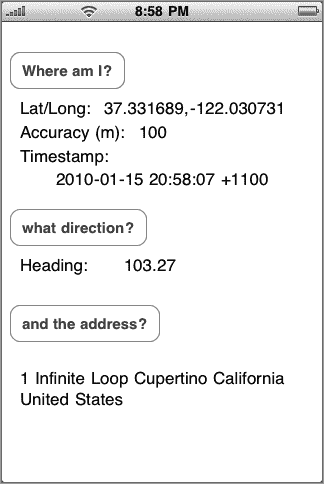 8:58 PM
Where am I?
Lat/Long: 37.331689,-122.030731
Accuracy (m): 100
Timestamp:
2010-01-15 20:58:07 +1100
what direction?
Heading: 103.27
and the address?
1 Infinite Loop Cupertino California
United States